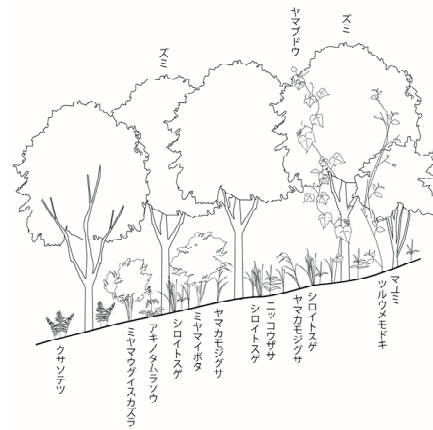 ズミ
ヤマブドウ
ズミ
クサソテツ
ミヤマウグイスカズラ
アキノタムラソウ
シロイトスゲ
ミヤマイボタ
ヤマカモジグサ
シロイトスゲ
ニッコウザサ
ヤマカモジグサ
シロイトスゲ
ツルウメモドキ
マユミ